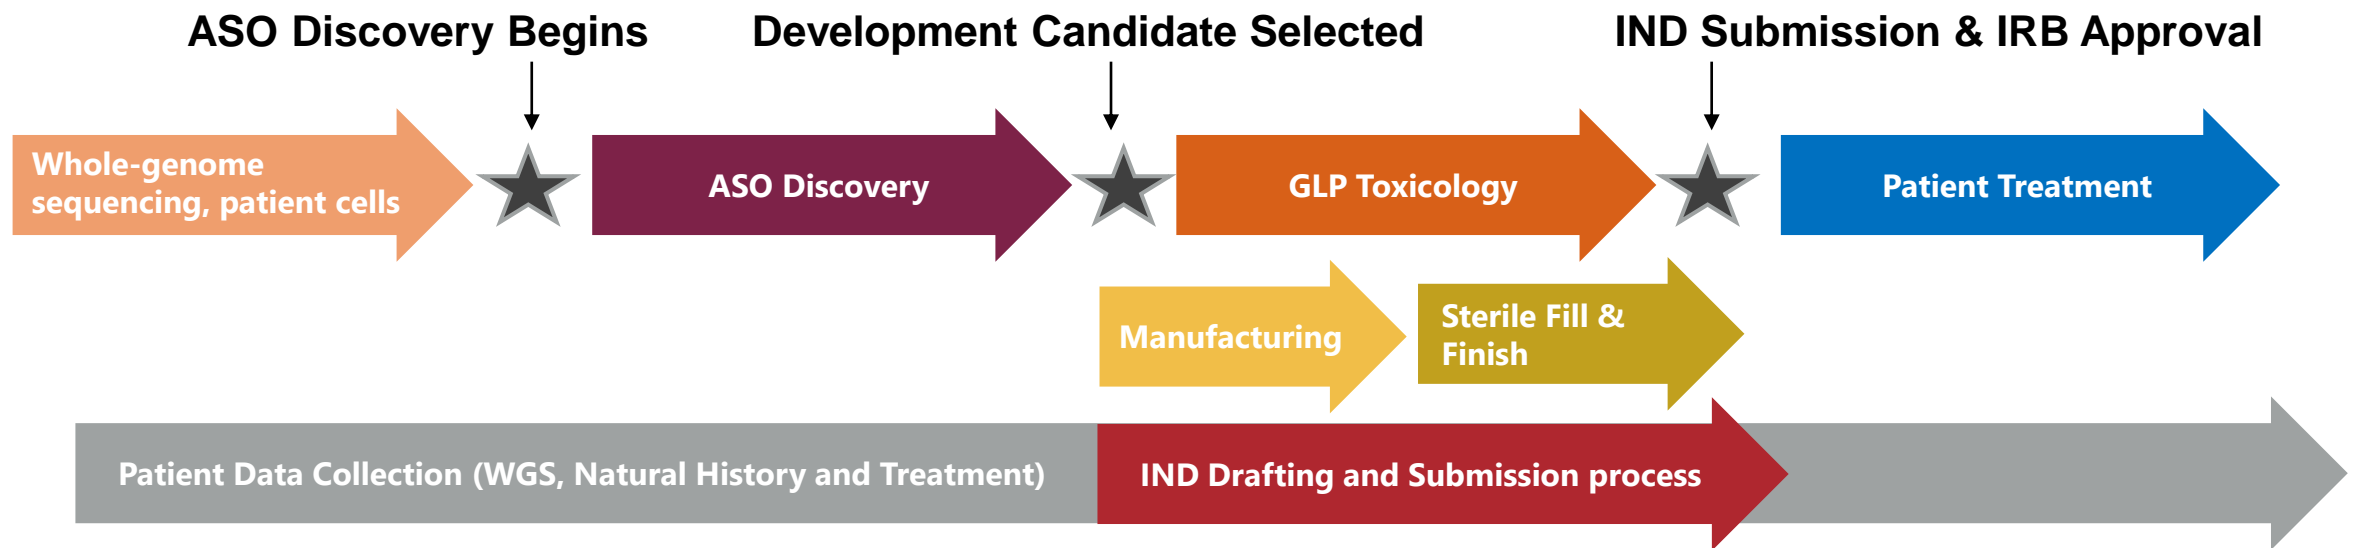 ASO Discovery Begins
Development Candidate Selected
IND Submission & IRB Approval
Whole-genome
sequencing, patient cells
ASO Discovery
GLP Toxicology
Patient Treatment
Manufacturing
Sterile Fill &
Finish
Patient Data Collection (WGS, Natural History and Treatment)
IND Drafting and Submission process